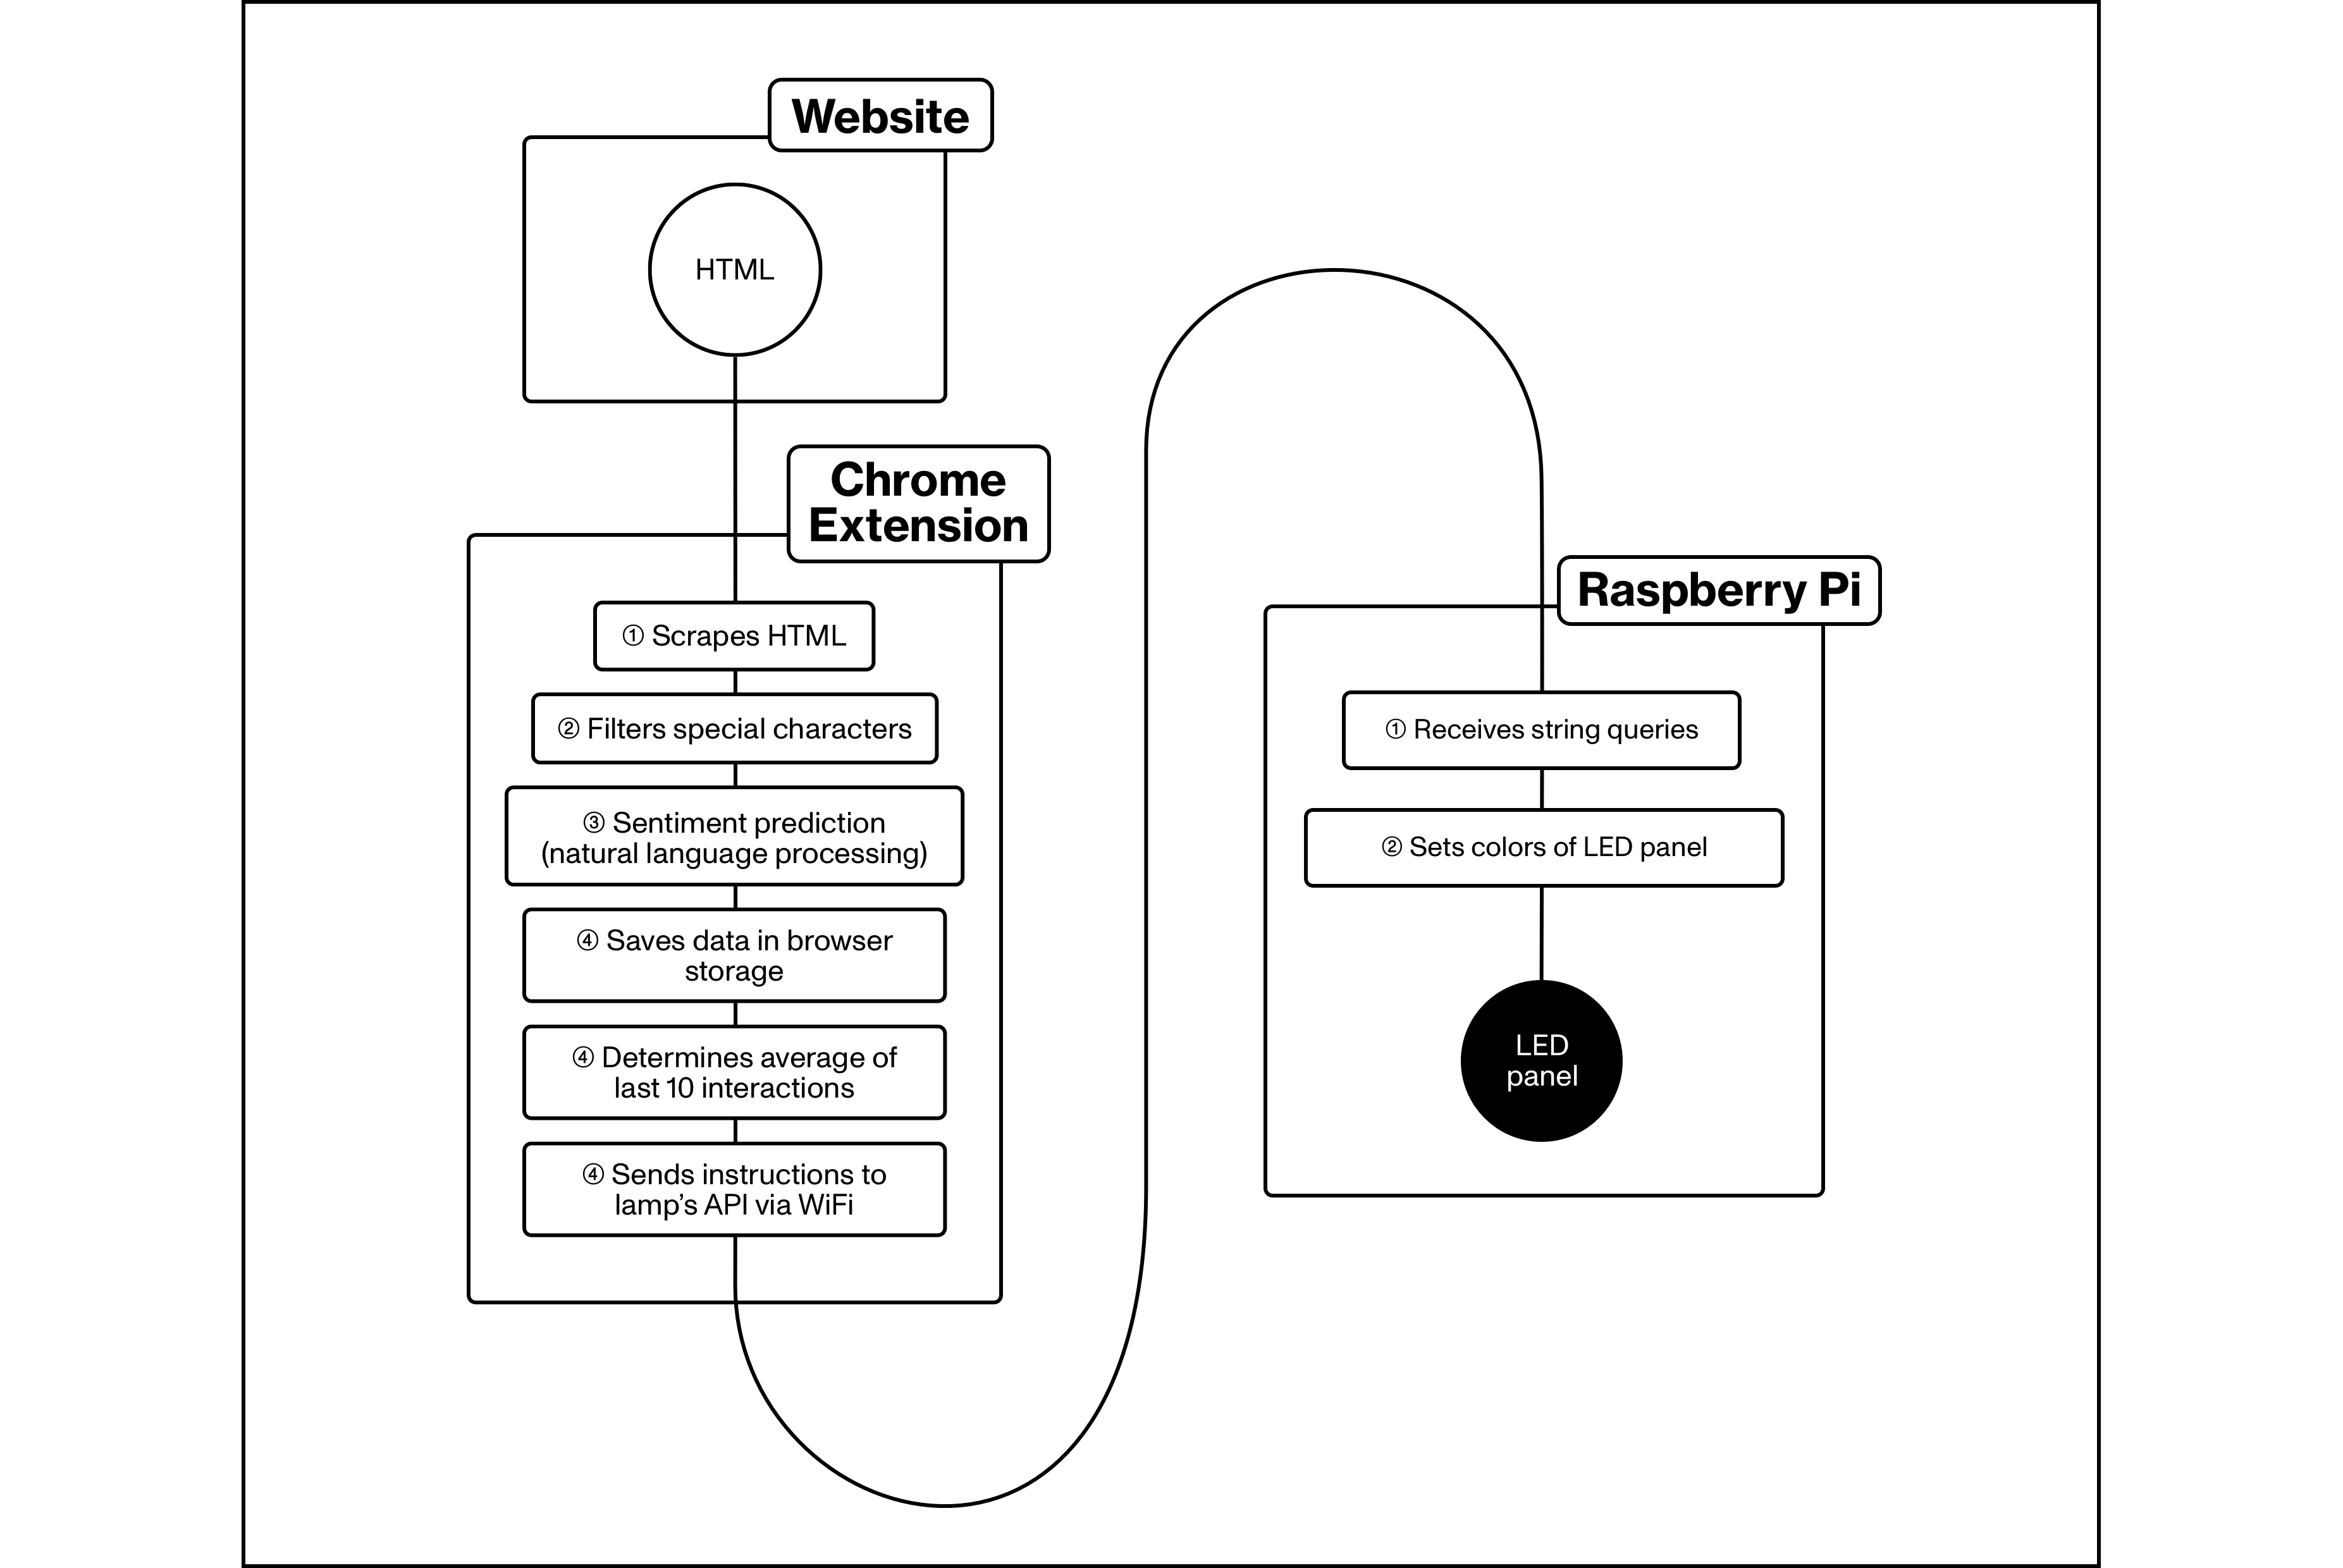 Website
HTML
Chrome
Extension
① Scrapes HTML
② Filters special characters
③ Sentiment prediction
(natural language processing)
④ Saves data in browser
storage
④ Determines average of
last 10 interactions
④ Sends instructions to
lamp’s API via WiFi
Raspberry Pi
① Receives string queries
② Sets colors of LED panel
LED
panel